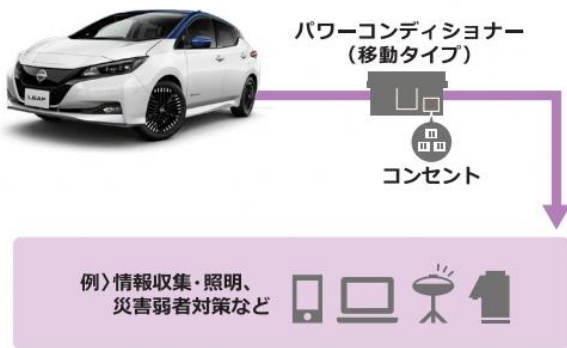 パワーコンディショナー
（移動タイプ）
LEAF
コンセント
例〉情報収集・照明、
災害弱者対策など